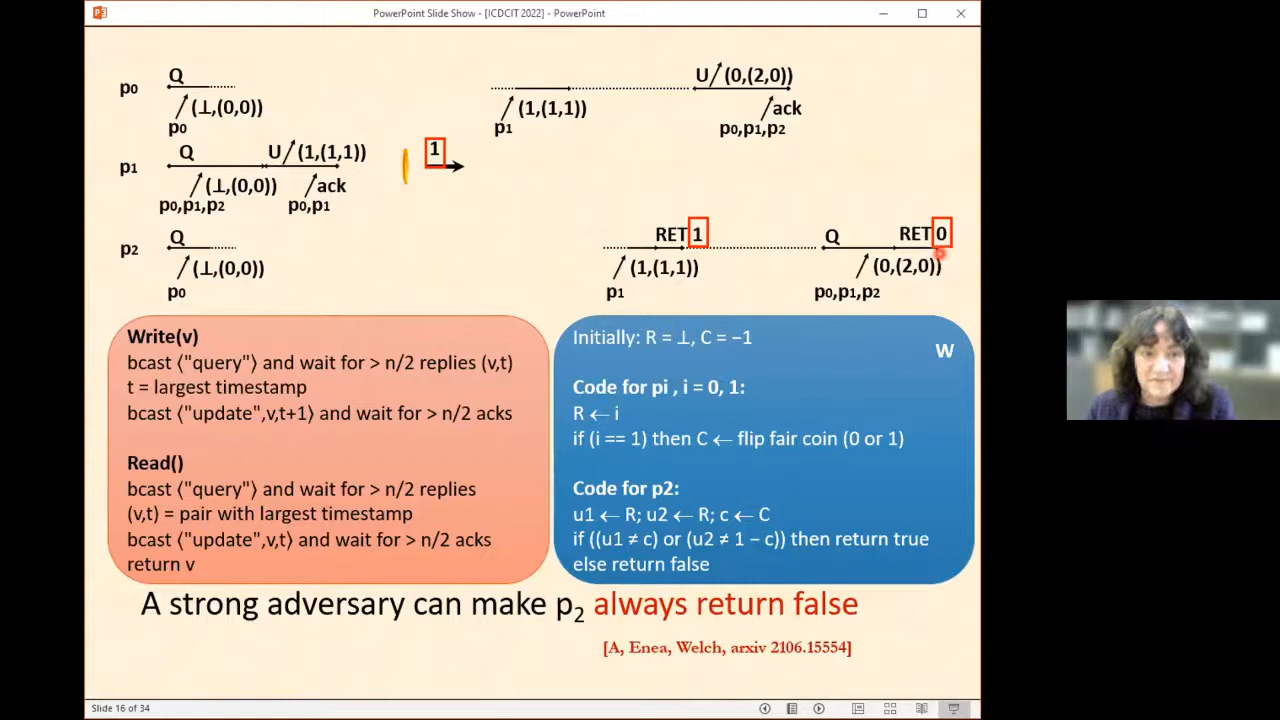 PowerPoint Slide Show - [ICDCIT 2022] - PowerPoint
Q
U (0,(2,0))
p0
(⊥,(0,0))
(1,(1,1))
ack
p0
p1
p0,p1,p2
Q
U (1,(1,1))
1
p1
(⊥,(0,0))
ack
p0,p1,p2
p0,p1
Q
RET 1
Q
RET 0
p2
(⊥,(0,0))
(1,(1,1))
(0,(2,0))
p0
p1
p0,p1,p2
Write(v)
bcast ⟨"query"⟩ and wait for > n/2 replies (v,t)
t = largest timestamp
bcast ⟨"update",v,t+1⟩ and wait for > n/2 acks
Read()
bcast ⟨"query"⟩ and wait for > n/2 replies
(v,t) = pair with largest timestamp
bcast ⟨"update",v,t⟩ and wait for > n/2 acks
return v
Initially: R = ⊥, C = −1
W
Code for pi , i = 0, 1:
R ← i
if (i == 1) then C ← flip fair coin (0 or 1)
Code for p2:
u1 ← R; u2 ← R; c ← C
if ((u1 ≠ c) or (u2 ≠ 1 − c)) then return true
else return false
A strong adversary can make p2 always return false
[A, Enea, Welch, arxiv 2106.15554]
Slide 16 of 34